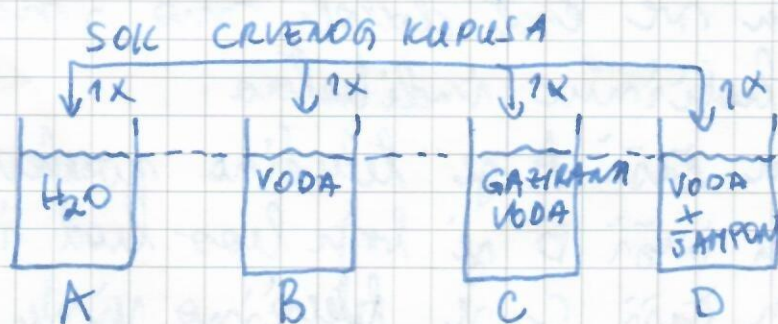 SOK CRVENOG KUPUSA
1X 1X 1X 1X
H₂O VODA GAZIRANA VODA
VODA +
ŠAMPON
A B C D